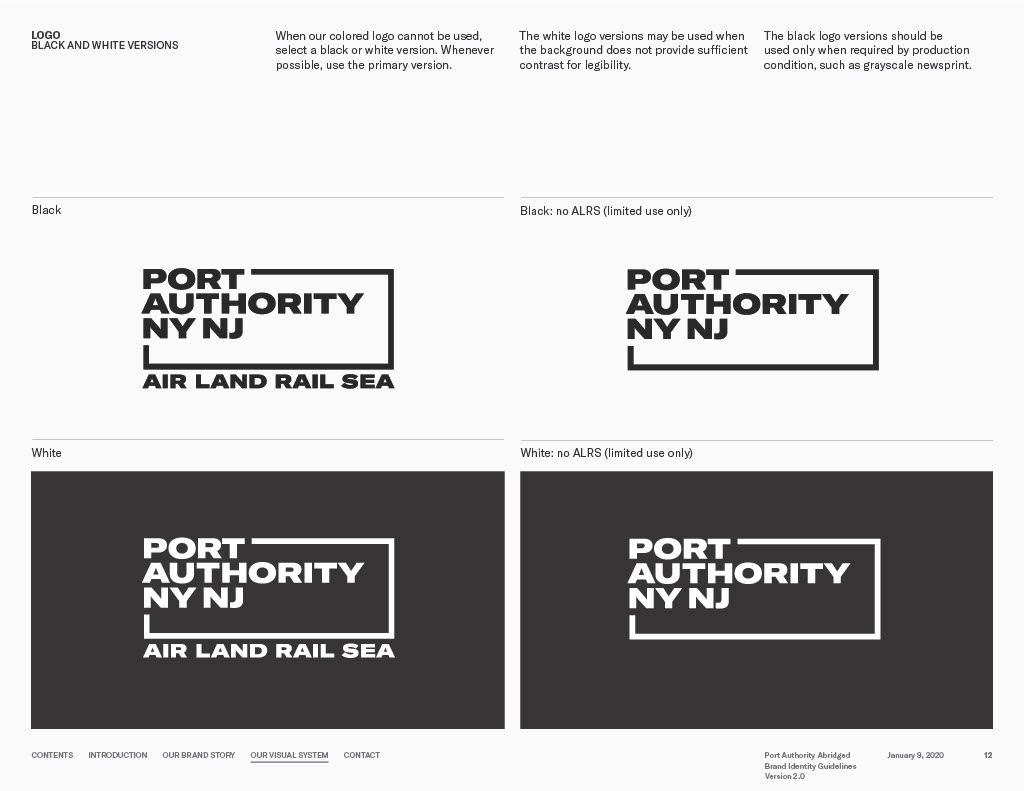 LOGO
BLACK AND WHITE VERSIONS
When our colored logo cannot be used,
select a black or white version. Whenever
possible, use the primary version.
The white logo versions may be used when
the background does not provide sufficient
contrast for legibility.
The black logo versions should be
used only when required by production
condition, such as grayscale newsprint.
Black
PORT
AUTHORITY
NY NJ
AIR LAND RAIL SEA
Black: no ALRS (limited use only)
PORT
AUTHORITY
NY NJ
White
PORT
AUTHORITY
NY NJ
AIR LAND RAIL SEA
White: no ALRS (limited use only)
PORT
AUTHORITY
NY NJ
CONTENTS INTRODUCTION OUR BRAND STORY OUR VISUAL SYSTEM CONTACT
Port Authority Abridged
Brand Identity Guidelines
Version 2.0
January 9, 2020
12